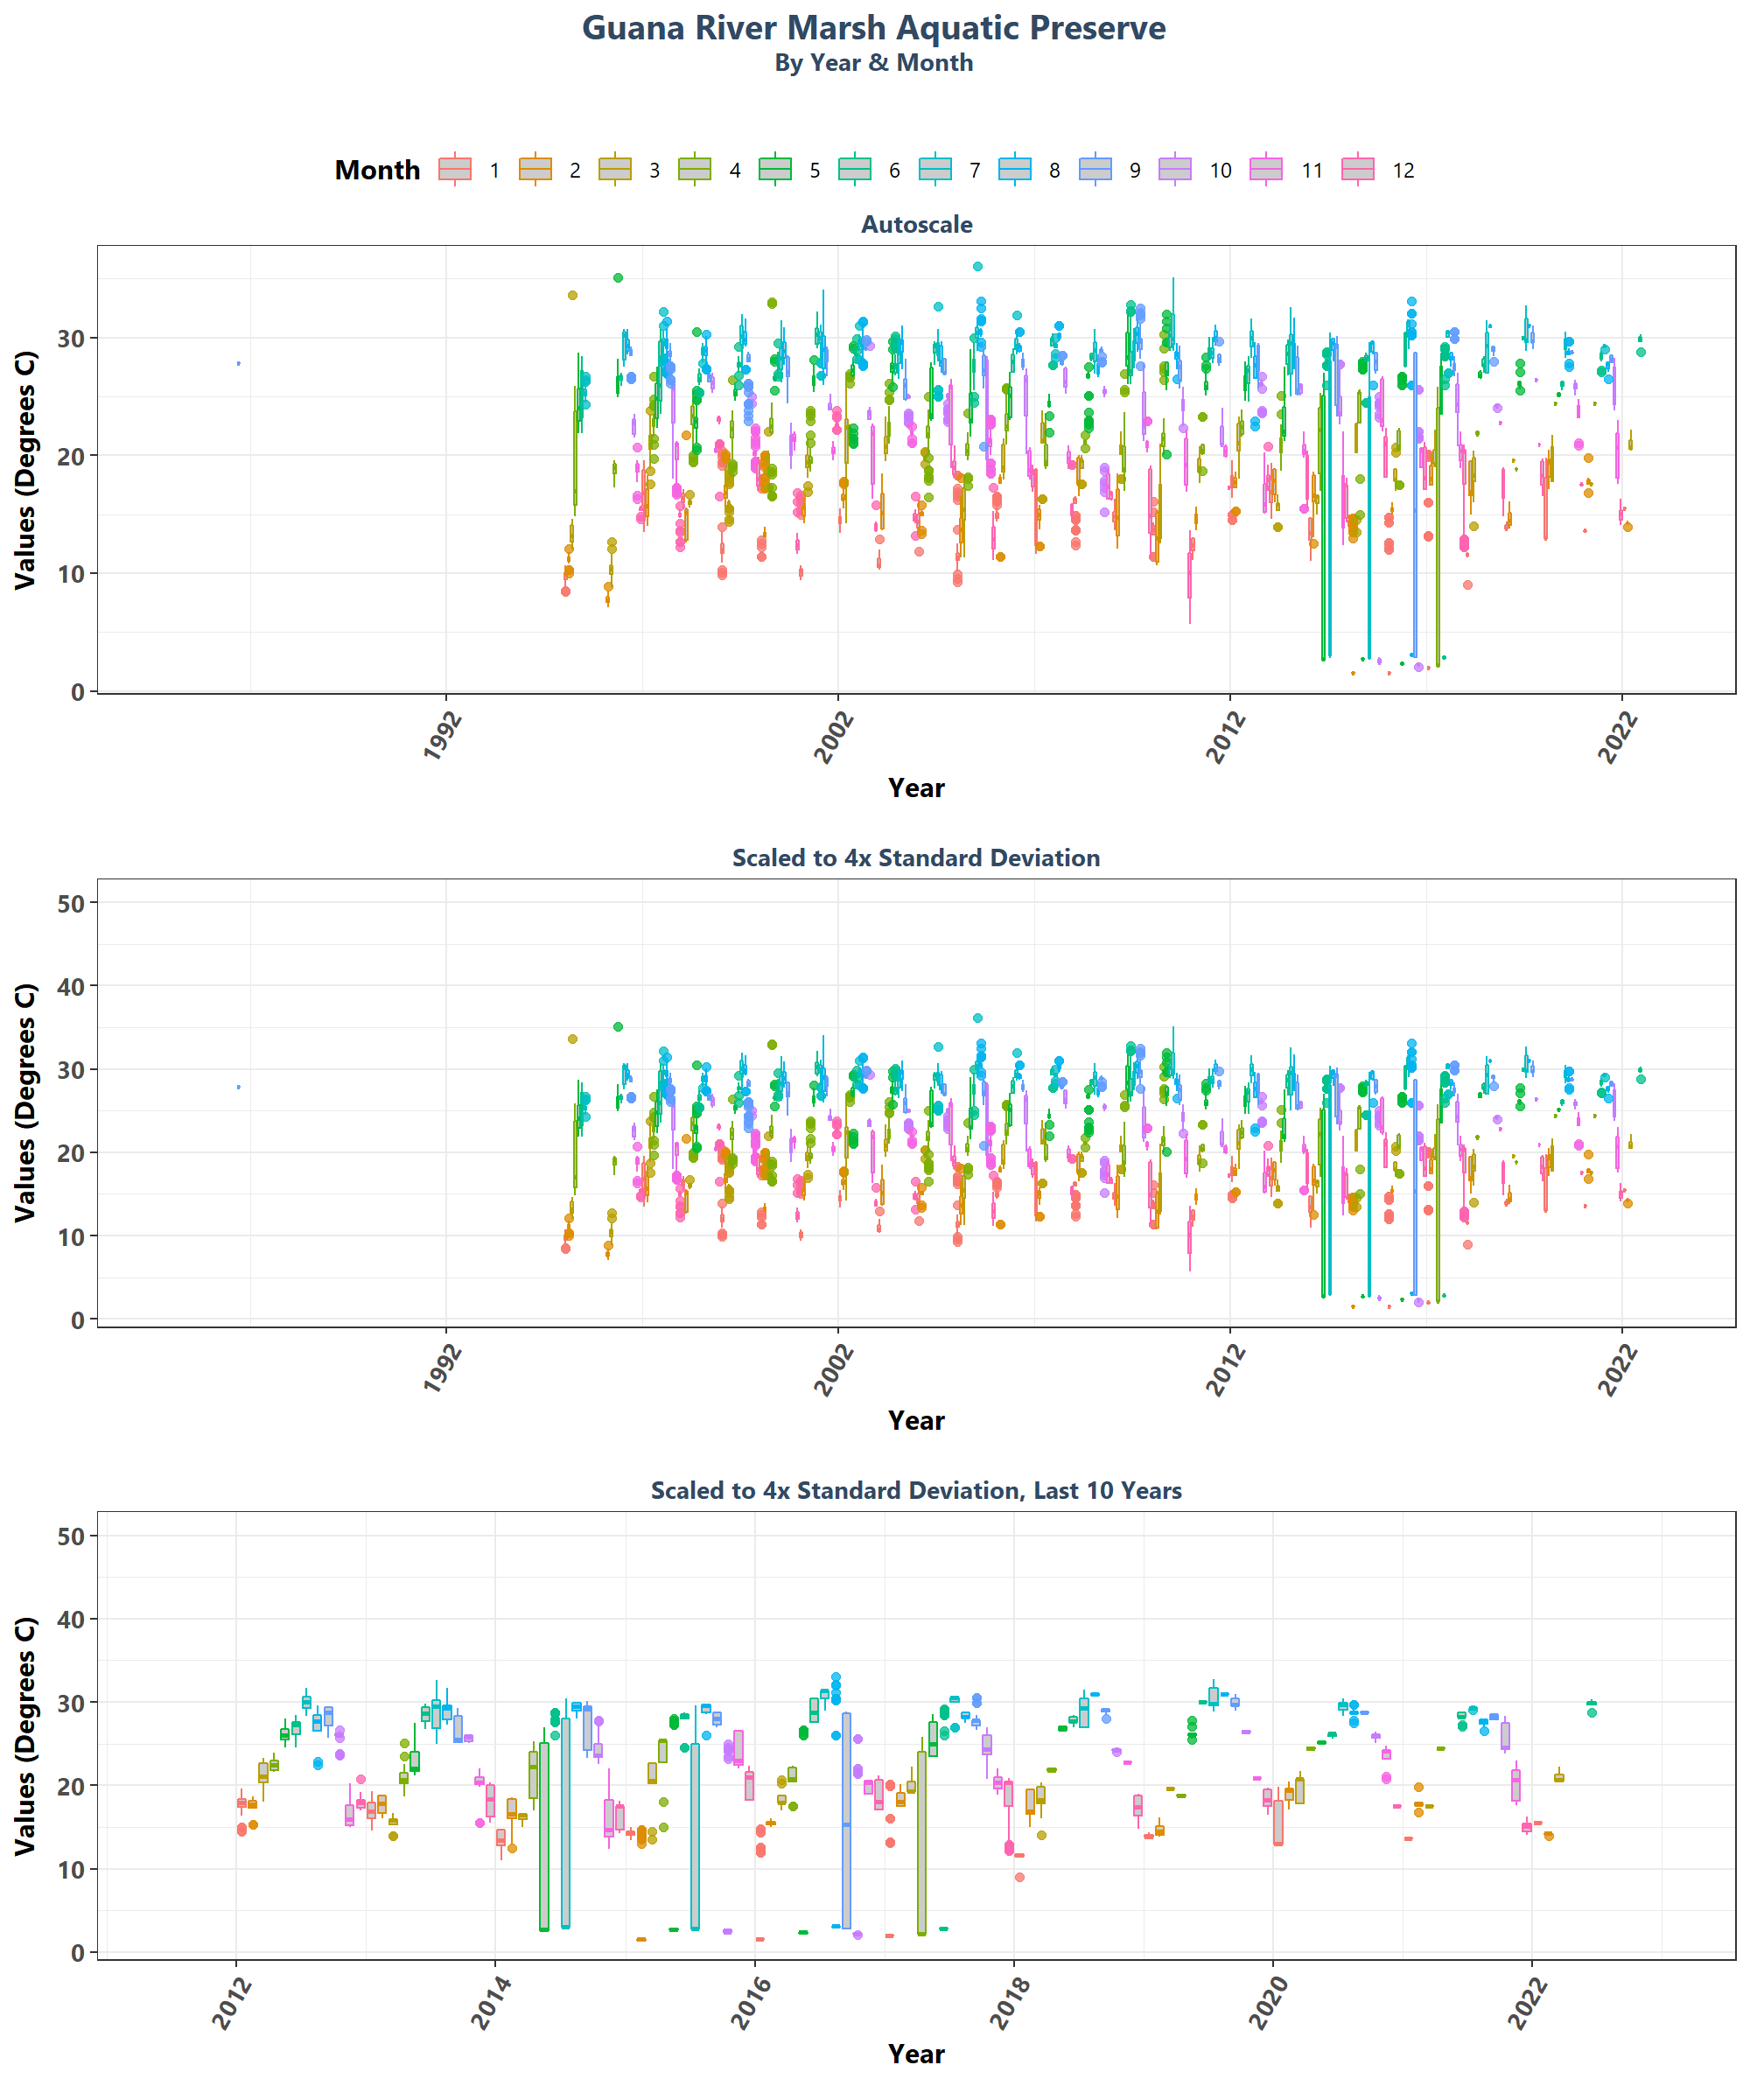 Guana River Marsh Aquatic Preserve
By Year & Month
Month 1 2 3 4 5 6 7 8 9 10 11 12
Autoscale
Values (Degrees C)
30
20
10
0
1992 2002 2012 2022
Year
Scaled to 4x Standard Deviation
Values (Degrees C)
50
40
30
20
10
0
1992 2002 2012 2022
Year
Scaled to 4x Standard Deviation, Last 10 Years
Values (Degrees C)
50
40
30
20
10
0
2012 2014 2016 2018 2020 2022
Year